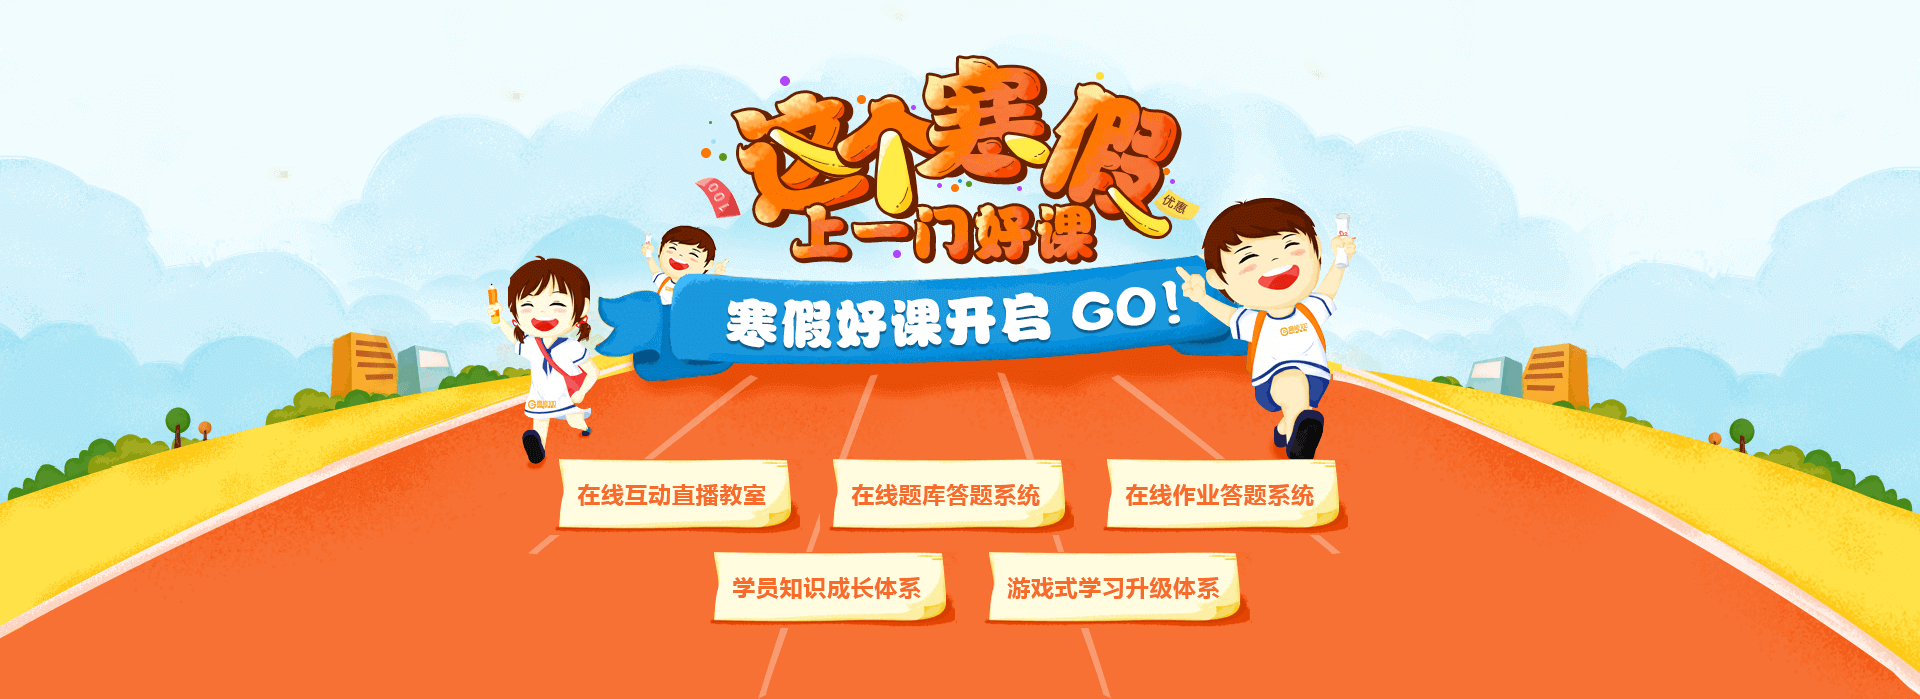 这个寒假
100
优惠
上一门好课
寒假好课开启 GO!
在线互动直播教室
在线题库答题系统
在线作业答题系统
学员知识成长体系
游戏式学习升级体系